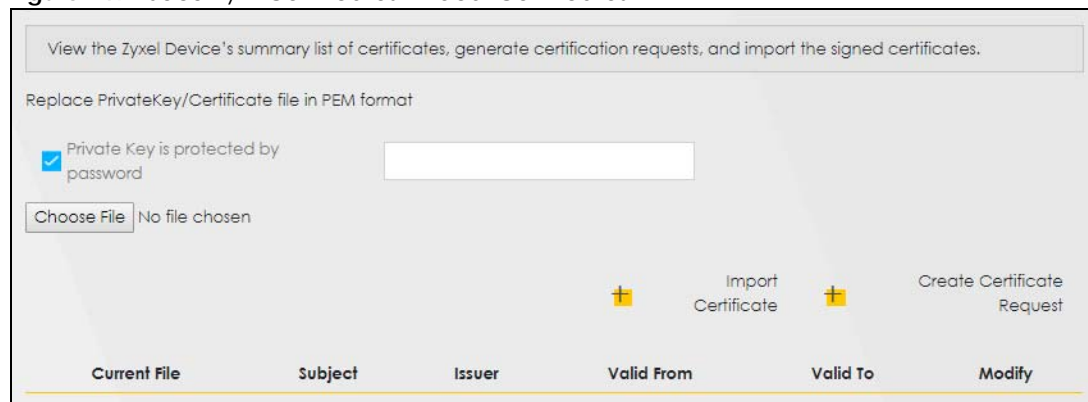 View the Zyxel Device's summary list of certificates, generate certification requests, and import the signed certificates.
Replace PrivateKey/Certificate file in PEM format
Private Key is protected by
password
Choose File No file chosen
Import
Certificate
Create Certificate
Request
Current File Subject Issuer Valid From Valid To Modify